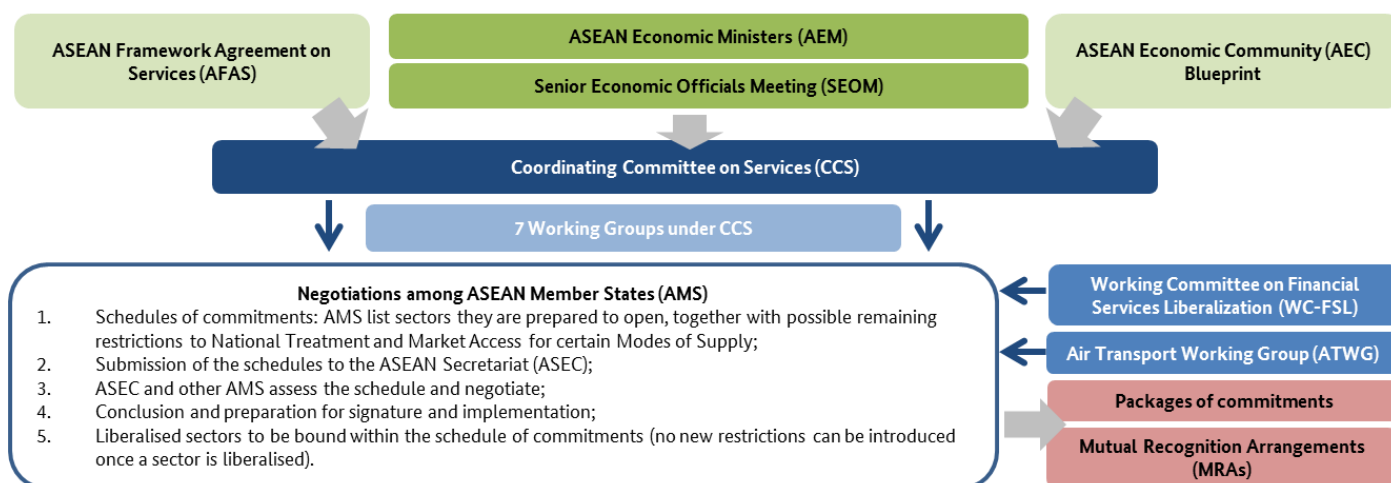 ASEAN Framework Agreement on
Services (AFAS)
ASEAN Economic Ministers (AEM)
Senior Economic Officials Meeting (SEOM)
ASEAN Economic Community (AEC)
Blueprint
Coordinating Committee on Services (CCS)
7 Working Groups under CCS
Negotiations among ASEAN Member States (AMS)
1. Schedules of commitments: AMS list sectors they are prepared to open, together with possible remaining
restrictions to National Treatment and Market Access for certain Modes of Supply;
2. Submission of the schedules to the ASEAN Secretariat (ASEC);
3. ASEC and other AMS assess the schedule and negotiate;
4. Conclusion and preparation for signature and implementation;
5. Liberalised sectors to be bound within the schedule of commitments (no new restrictions can be introduced
once a sector is liberalised).
Working Committee on Financial
Services Liberalization (WC-FSL)
Air Transport Working Group (ATWG)
Packages of commitments
Mutual Recognition Arrangements
(MRAs)